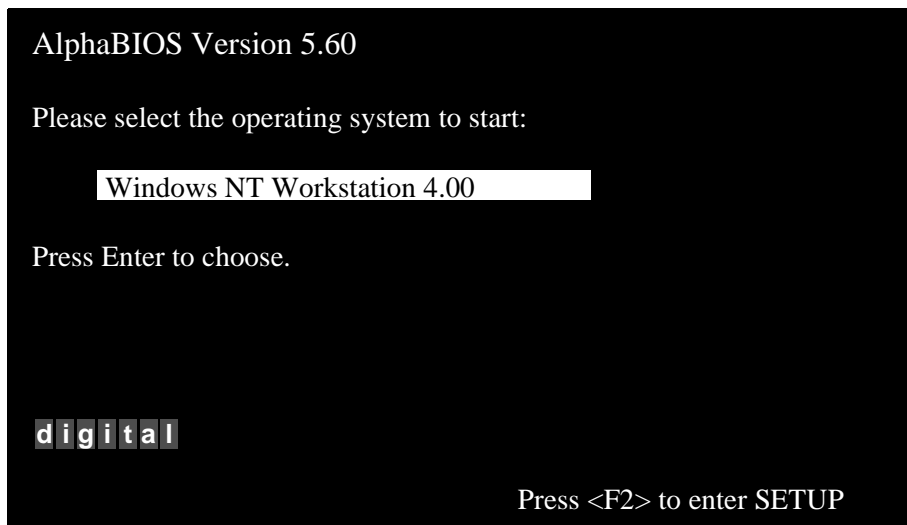 AlphaBIOS Version 5.60
Please select the operating system to start:
Windows NT Workstation 4.00
Press Enter to choose.
digital
Press <F2> to enter SETUP